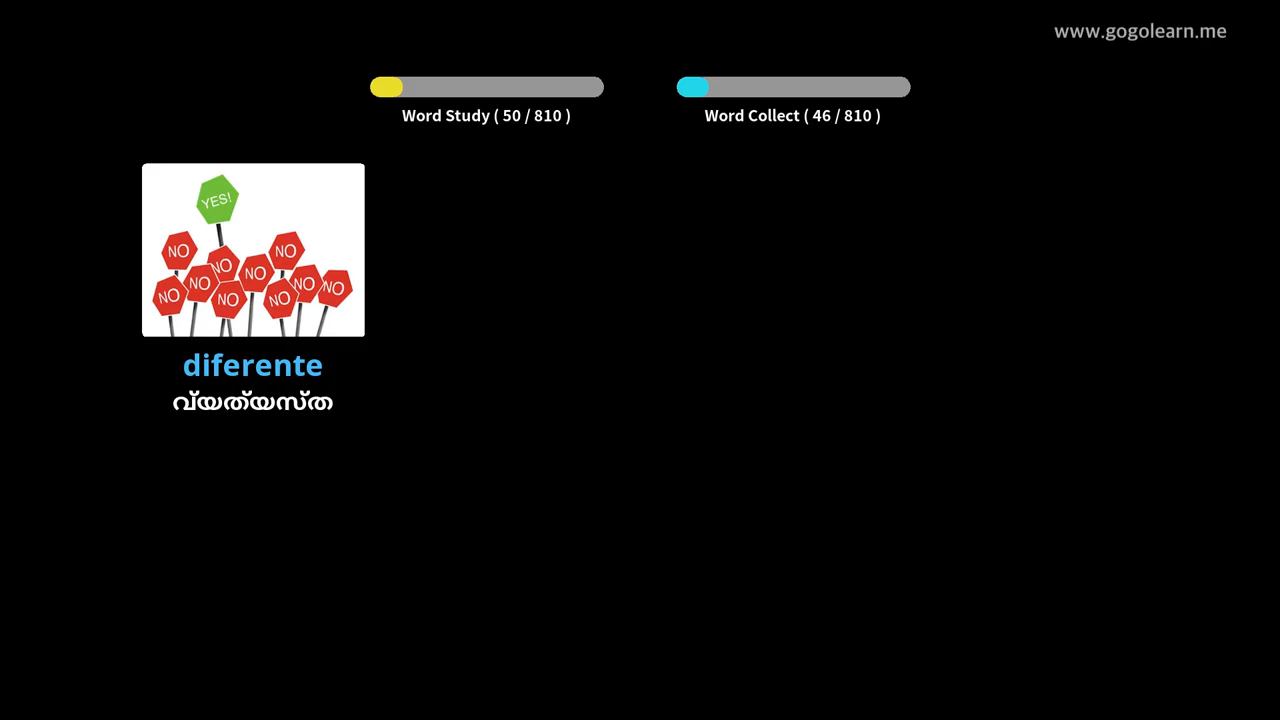 www.gogolearn.me
Word Study ( 50 / 810 )
Word Collect ( 46 / 810 )
YES!
NO
NO
NO
NO
NO
NO
NO
NO
NO
NO
diferente
വ്യത്യസ്ത